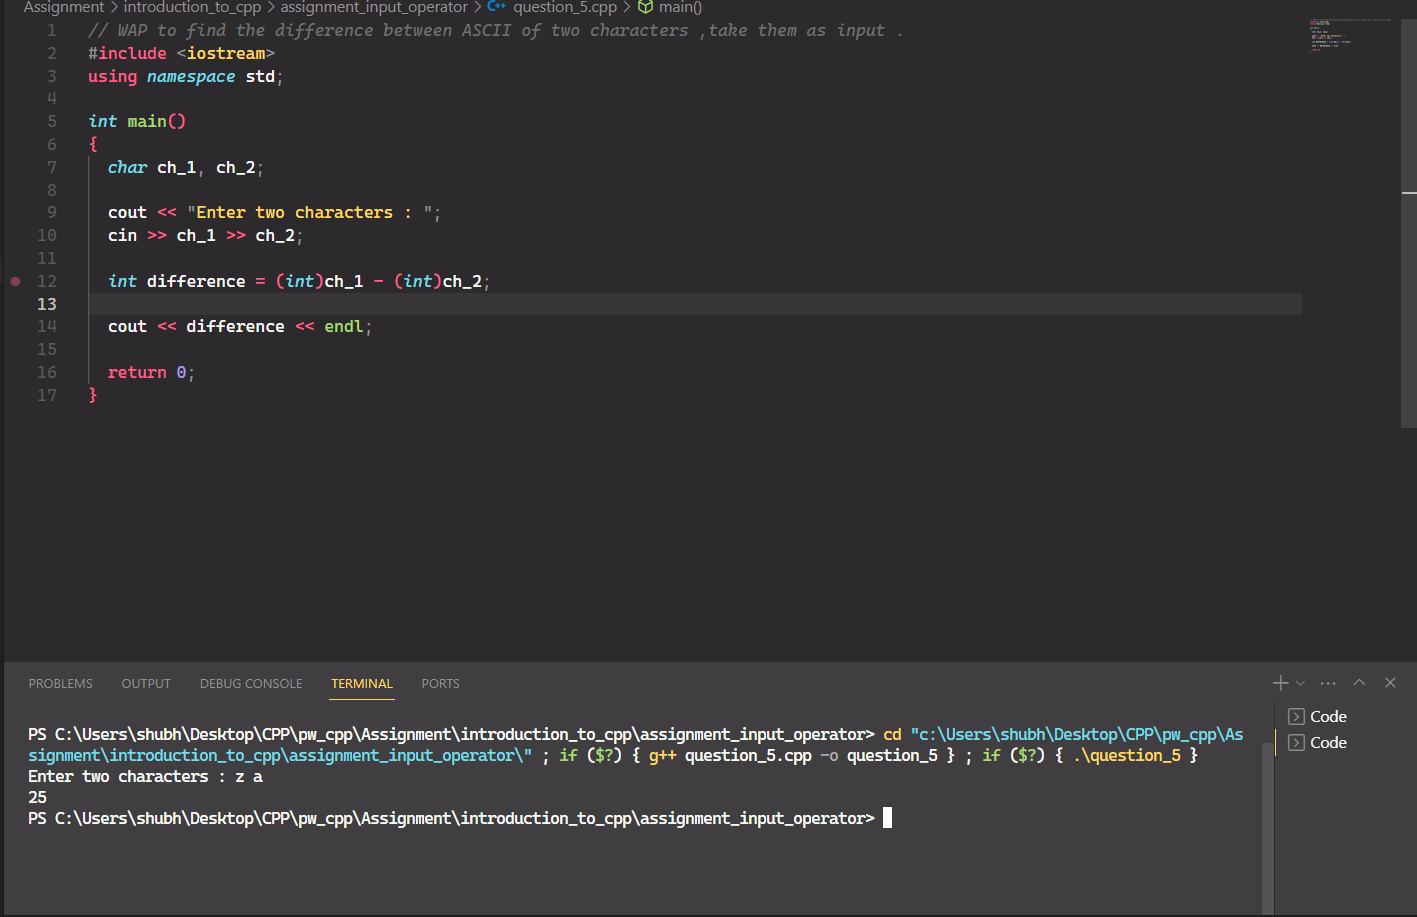 Assignment > introduction_to_cpp > assignment_input_operator > C++ question_5.cpp > main()
1 // WAP to find the difference between ASCII of two characters ,take them as input .
2 #include <iostream>
3 using namespace std;
4
5 int main()
6 {
7 char ch_1, ch_2;
8
9 cout << "Enter two characters : ";
10 cin >> ch_1 >> ch_2;
11
12 int difference = (int)ch_1 - (int)ch_2;
13
14 cout << difference << endl;
15
16 return 0;
17 }
PROBLEMS OUTPUT DEBUG CONSOLE TERMINAL PORTS
PS C:\Users\shubh\Desktop\CPP\pw_cpp\Assignment\introduction_to_cpp\assignment_input_operator> cd "c:\Users\shubh\Desktop\CPP\pw_cpp\As
signment\introduction_to_cpp\assignment_input_operator\" ; if ($?) { g++ question_5.cpp -o question_5 } ; if ($?) { .\question_5 }
Enter two characters : z a
25
PS C:\Users\shubh\Desktop\CPP\pw_cpp\Assignment\introduction_to_cpp\assignment_input_operator>
Code
Code